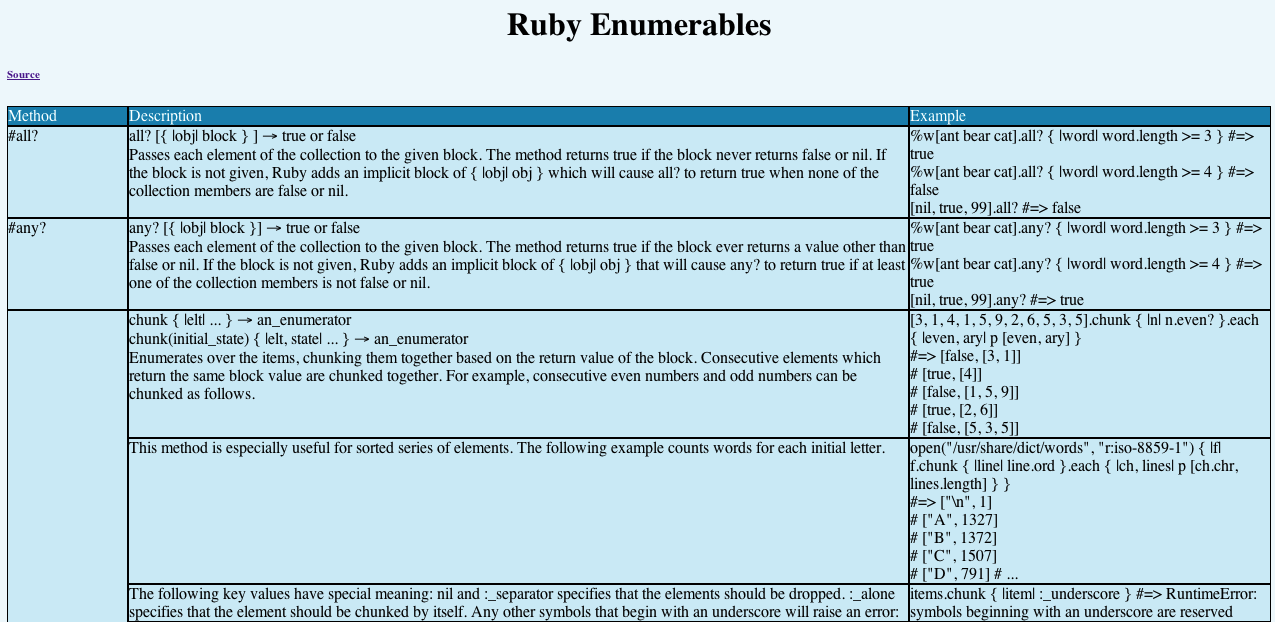 Ruby Enumerables
Source
Method Description Example
#all?
all? [{ |obj| block } ] → true or false
Passes each element of the collection to the given block. The method returns true if the block never returns false or nil. If
the block is not given, Ruby adds an implicit block of { |obj| obj } which will cause all? to return true when none of the
collection members are false or nil.
%w[ant bear cat].all? { |word| word.length >= 3 } #=>
true
%w[ant bear cat].all? { |word| word.length >= 4 } #=>
false
[nil, true, 99].all? #=> false
#any?
any? [{ |obj| block }] → true or false
Passes each element of the collection to the given block. The method returns true if the block ever returns a value other than
false or nil. If the block is not given, Ruby adds an implicit block of { |obj| obj } that will cause any? to return true if at least
one of the collection members is not false or nil.
%w[ant bear cat].any? { |word| word.length >= 3 } #=>
true
%w[ant bear cat].any? { |word| word.length >= 4 } #=>
true
[nil, true, 99].any? #=> true
chunk { |elt| ... } → an_enumerator
chunk(initial_state) { |elt, state| ... } → an_enumerator
Enumerates over the items, chunking them together based on the return value of the block. Consecutive elements which
return the same block value are chunked together. For example, consecutive even numbers and odd numbers can be
chunked as follows.
[3, 1, 4, 1, 5, 9, 2, 6, 5, 3, 5].chunk { |n| n.even? }.each
{ |even, ary| p [even, ary] }
#=> [false, [3, 1]]
# [true, [4]]
# [false, [1, 5, 9]]
# [true, [2, 6]]
# [false, [5, 3, 5]]
This method is especially useful for sorted series of elements. The following example counts words for each initial letter.
open("/usr/share/dict/words", "r:iso-8859-1") { |f|
f.chunk { |line| line.ord }.each { |ch, lines| p [ch.chr,
lines.length] } }
#=> ["\n", 1]
# ["A", 1327]
# ["B", 1372]
# ["C", 1507]
# ["D", 791] # ...
The following key values have special meaning: nil and :_separator specifies that the elements should be dropped. :_alone
specifies that the element should be chunked by itself. Any other symbols that begin with an underscore will raise an error:
items.chunk { |item| :_underscore } #=> RuntimeError:
symbols beginning with an underscore are reserved